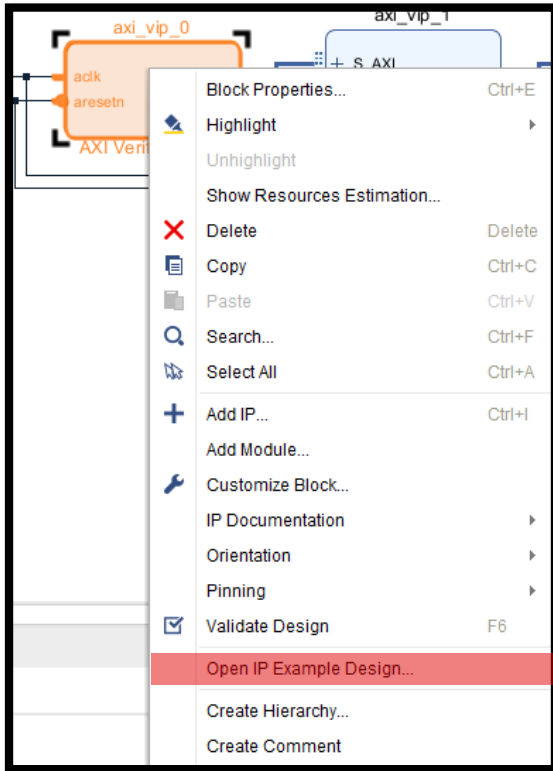 axi_vip_0
axi_vip_1
aclk
S_AXI
aresetn
AXI Verif
Block Properties... Ctrl+E
Highlight
Unhighlight
Show Resources Estimation...
Delete Delete
Copy Ctrl+C
Paste Ctrl+V
Search... Ctrl+F
Select All Ctrl+A
Add IP... Ctrl+I
Add Module...
Customize Block...
IP Documentation
Orientation
Pinning
Validate Design F6
Open IP Example Design...
Create Hierarchy...
Create Comment